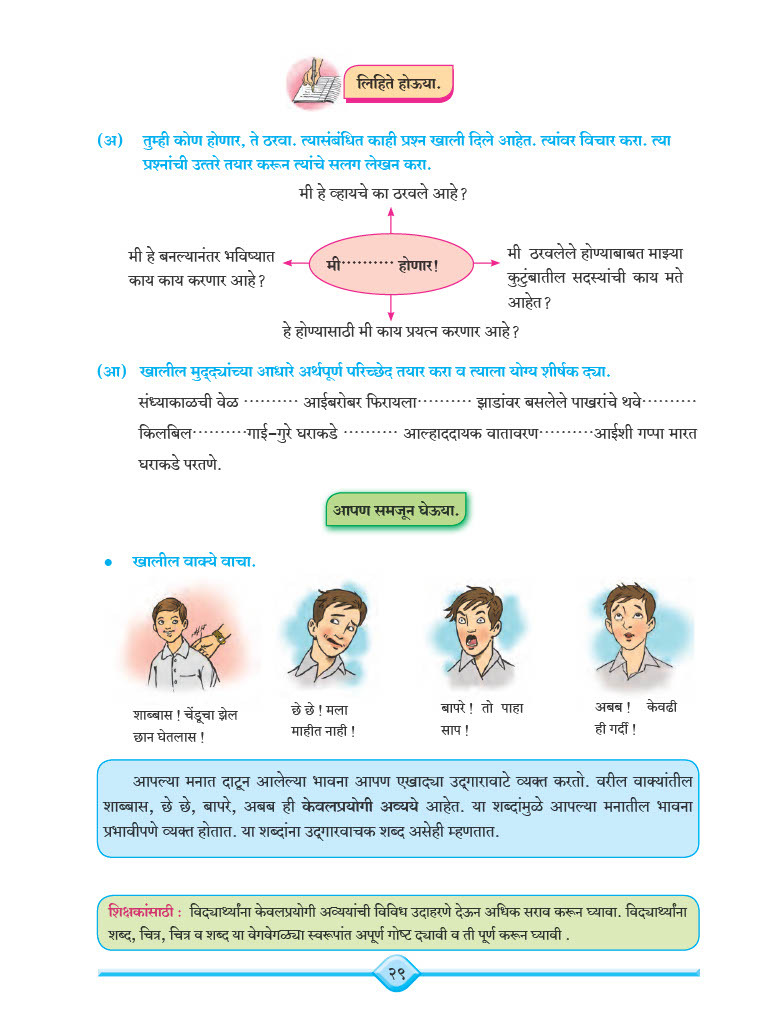 लिहिते होऊया.
(अ) तुम्ही कोण होणार, ते ठरवा. त्यासंबंधित काही प्रश्न खाली दिले आहेत. त्यांवर विचार करा. त्या
प्रश्नांची उत्तरे तयार करून त्यांचे सलग लेखन करा.
मी हे व्हायचे का ठरवले आहे?
मी हे बनल्यानंतर भविष्यात
काय काय करणार आहे?
मी.......... होणार!
मी ठरवलेले होण्याबाबत माझ्या
कुटुंबातील सदस्यांची काय मते
आहेत?
हे होण्यासाठी मी काय प्रयत्न करणार आहे?
(आ) खालील मुद्द्यांच्या आधारे अर्थपूर्ण परिच्छेद तयार करा व त्याला योग्य शीर्षक द्या.
संध्याकाळची वेळ .......... आईबरोबर फिरायला.......... झाडांवर बसलेले पाखरांचे थवे..........
किलबिल..........गाई-गुरे घराकडे .......... आल्हाददायक वातावरण..........आईशी गप्पा मारत
घराकडे परतणे.
आपण समजून घेऊया.
● खालील वाक्ये वाचा.
शाब्बास ! चेंडूचा झेल
छान घेतलास !
छे छे ! मला
माहीत नाही !
बापरे ! तो पाहा
साप !
अबब ! केवढी
ही गर्दी !
आपल्या मनात दाटून आलेल्या भावना आपण एखाद्या उद्गारावाटे व्यक्त करतो. वरील वाक्यांतील
शाब्बास, छे छे, बापरे, अबब ही केवलप्रयोगी अव्यये आहेत. या शब्दांमुळे आपल्या मनातील भावना
प्रभावीपणे व्यक्त होतात. या शब्दांना उद्गारवाचक शब्द असेही म्हणतात.
शिक्षकांसाठी : विद्यार्थ्यांना केवलप्रयोगी अव्ययांची विविध उदाहरणे देऊन अधिक सराव करून घ्यावा. विद्यार्थ्यांना
शब्द, चित्र, चित्र व शब्द या वेगवेगळ्या स्वरूपांत अपूर्ण गोष्ट द्यावी व ती पूर्ण करून घ्यावी .
२९